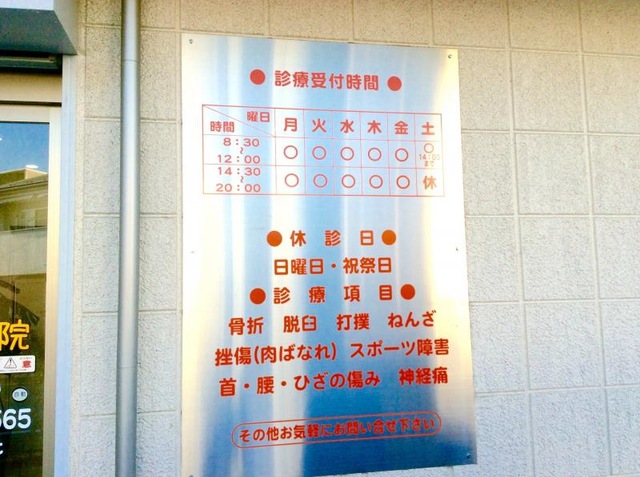 ● 診療受付時間 ●
時間 曜日 月 火 水 木 金 土
8:30~12:00 ○ ○ ○ ○ ○ ○14:00まで
14:30~20:00 ○ ○ ○ ○ ○ 休
● 休診日 ●
日曜日・祝祭日
● 診療項目 ●
骨折 脱臼 打撲 ねんざ
挫傷(肉ばなれ) スポーツ障害
首・腰・ひざの傷み 神経痛
その他お気軽にお問い合せ下さい
院
自動
565